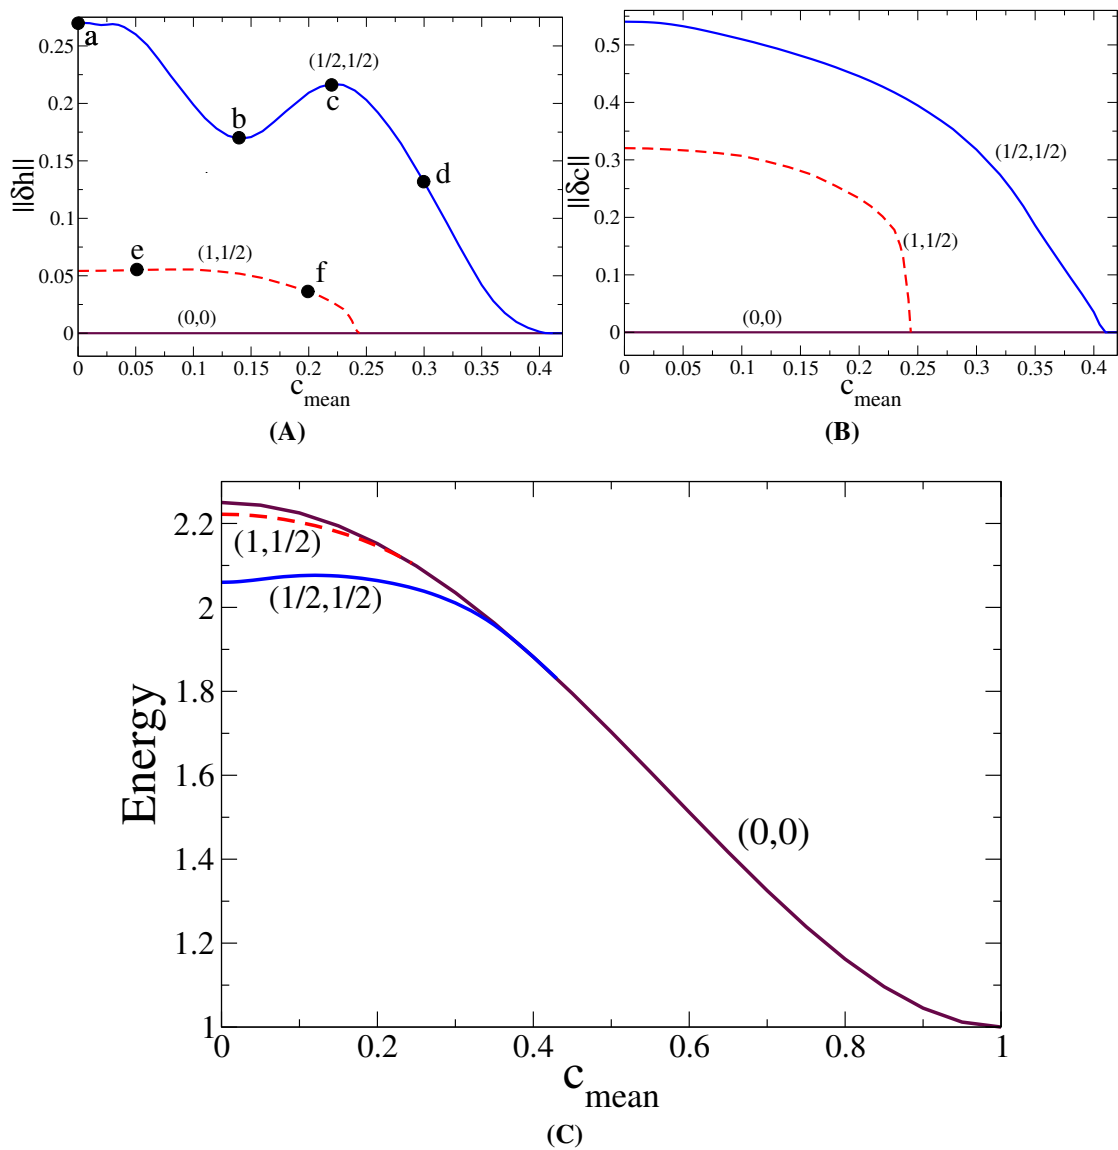 a
b
(1/2,1/2)
c
d
e
(1,1/2)
f
(0,0)
0.25
0.2
0.15
0.1
0.05
0
||δh||
0 0.05 0.1 0.15 0.2 0.25 0.3 0.35 0.4
c_mean
(A)
0.5
0.4
0.3
0.2
0.1
0
||δc||
(1/2,1/2)
(1,1/2)
(0,0)
0 0.05 0.1 0.15 0.2 0.25 0.3 0.35 0.4
c_mean
(B)
2.2
2
1.8
1.6
1.4
1.2
1
Energy
(1,1/2)
(1/2,1/2)
(0,0)
0 0.2 0.4 0.6 0.8 1
c_mean
(C)